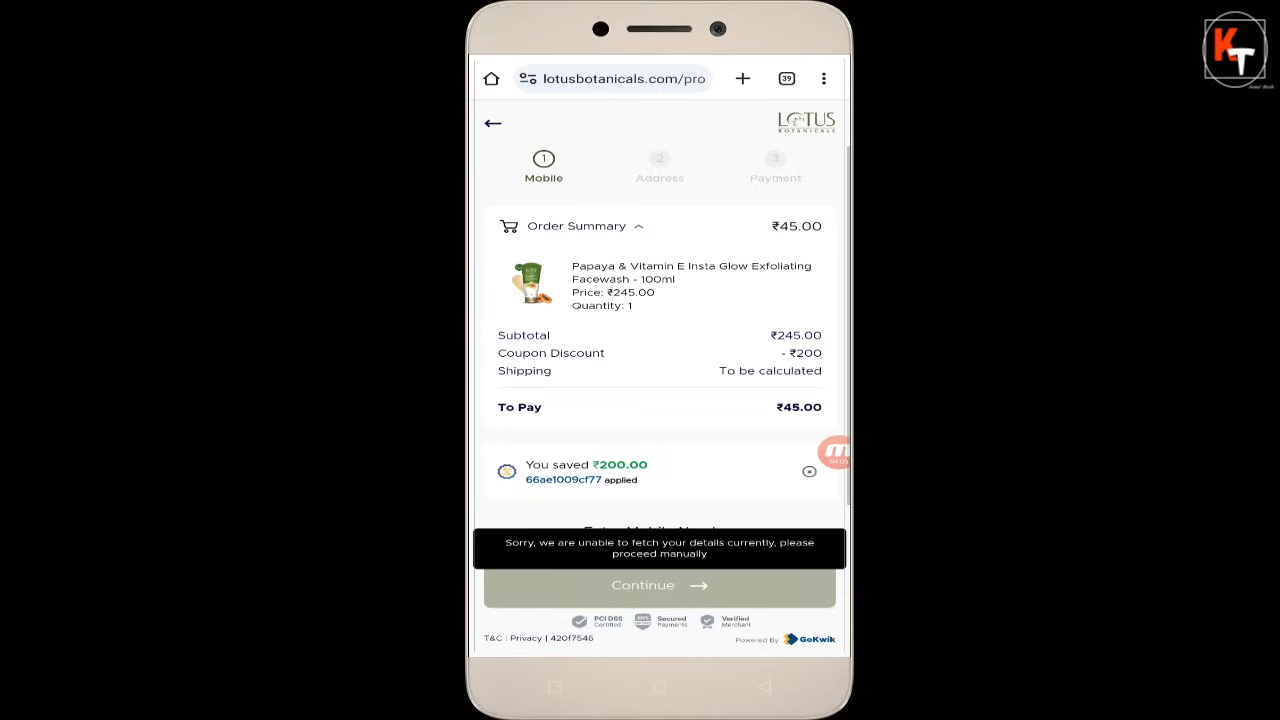 KT
lotusbotanicals.com/pro
39
LOTUS
BOTANICALS
1
2
3
Mobile
Address
Payment
Order Summary
₹45.00
Papaya & Vitamin E Insta Glow Exfoliating
Facewash - 100ml
Price: ₹245.00
Quantity: 1
Subtotal
₹245.00
Coupon Discount
- ₹200
Shipping
To be calculated
To Pay
₹45.00
You saved ₹200.00
66ae1009cf77 applied
Sorry, we are unable to fetch your details currently, please
proceed manually
Continue
PCI DSS
Certified
Secured
Payments
Verified
Merchant
T&C | Privacy | 420f7546
Powered By GoKwik